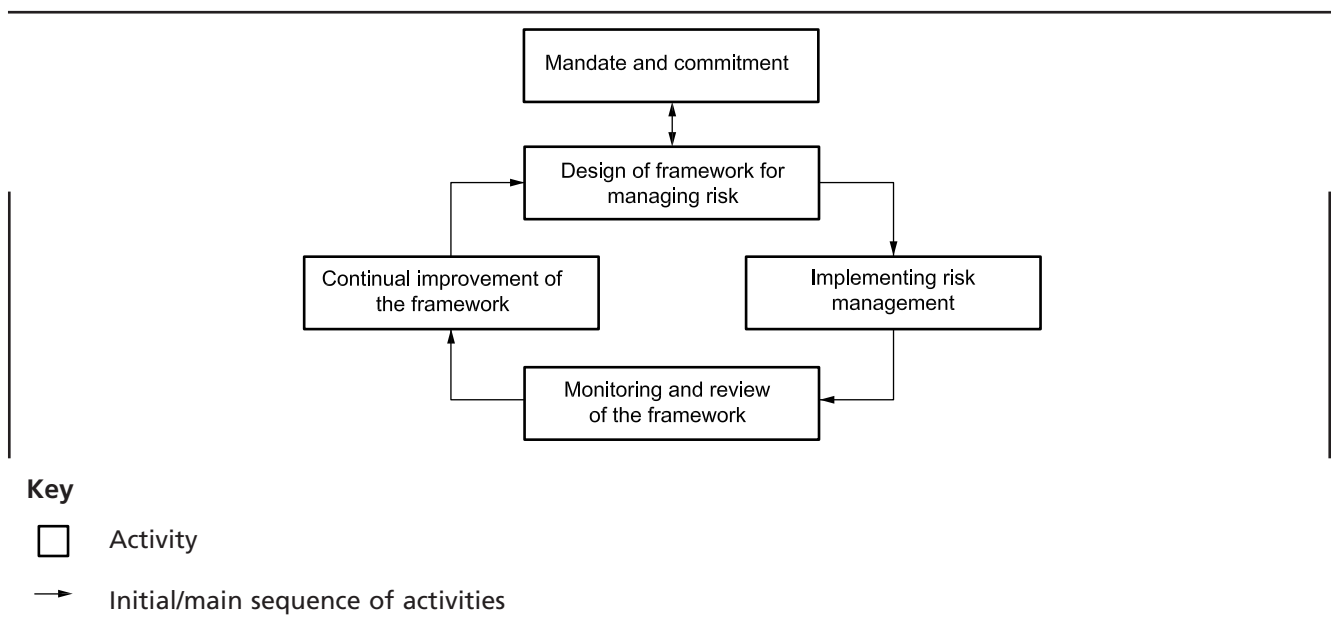 Mandate and commitment
Design of framework for
managing risk
Continual improvement of
the framework
Implementing risk
management
Monitoring and review
of the framework
Key
Activity
Initial/main sequence of activities